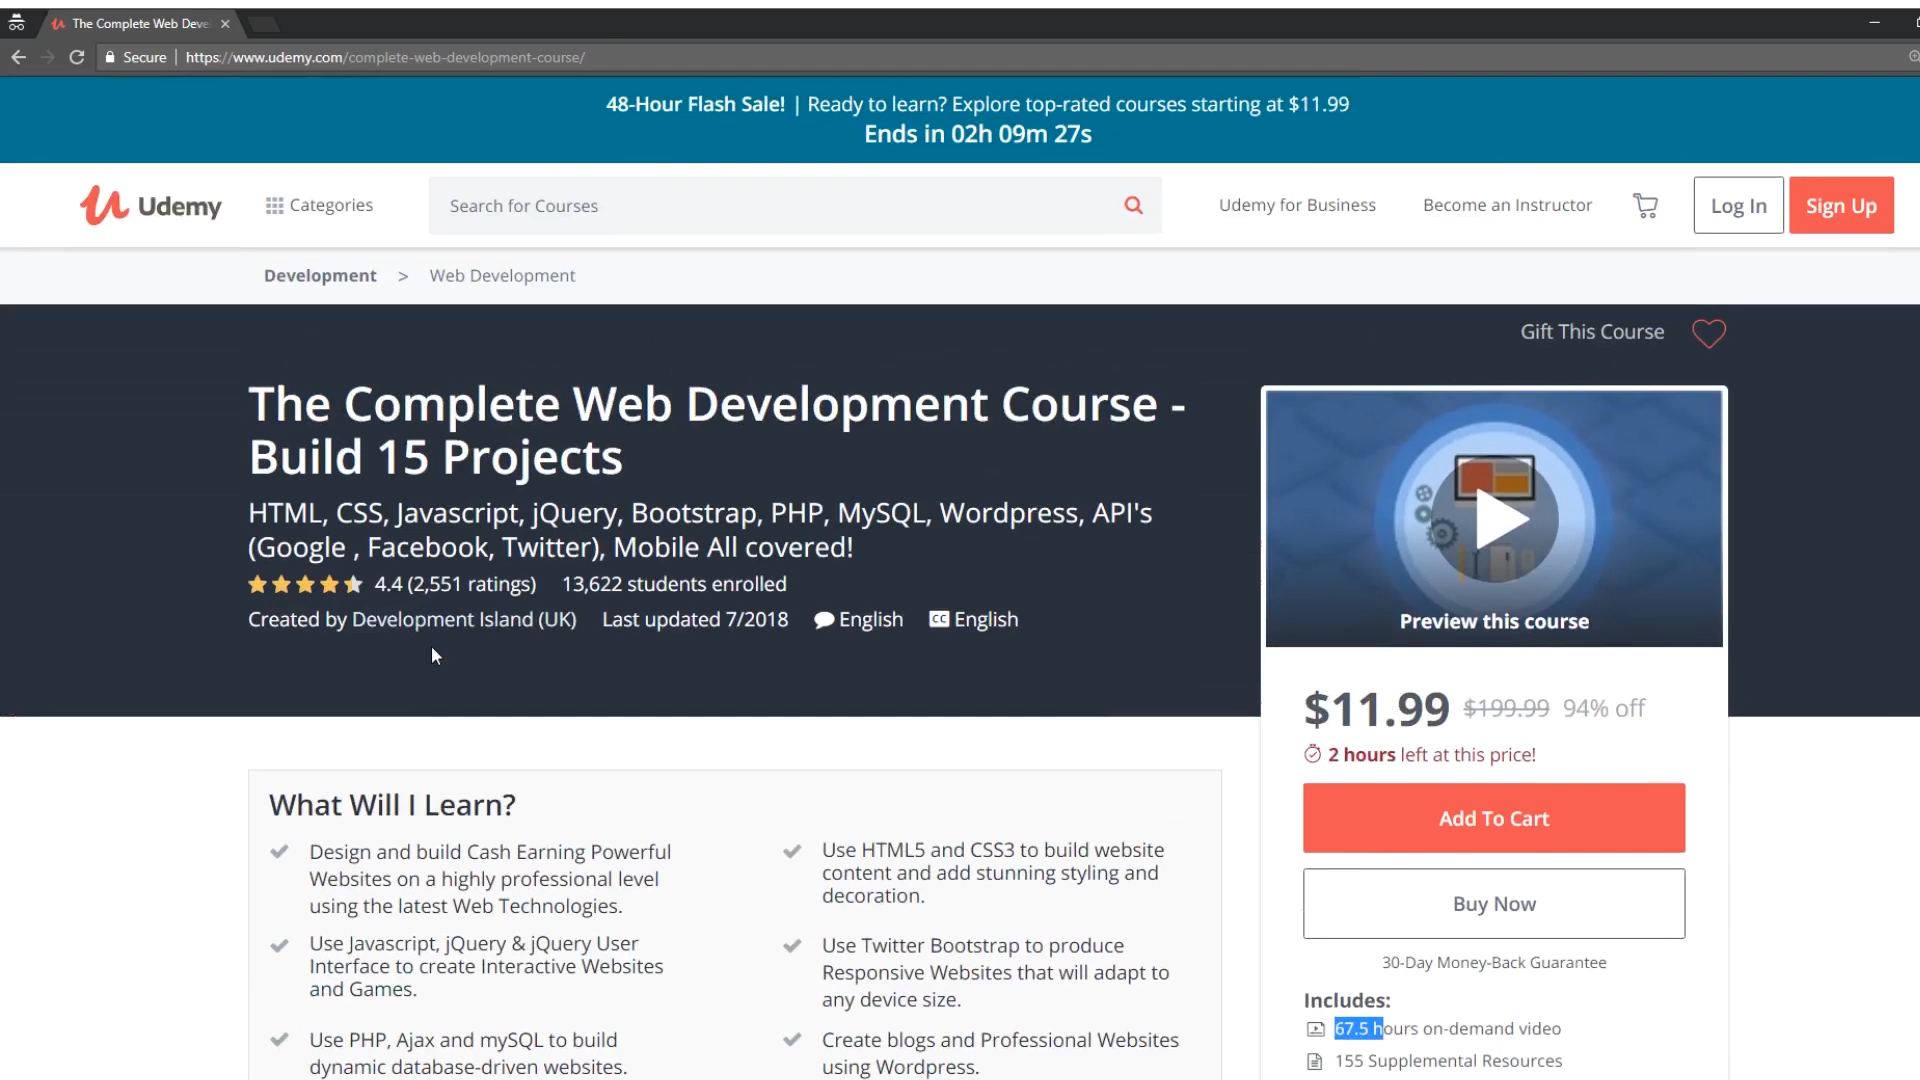 The Complete Web Deve
Secure | https://www.udemy.com/complete-web-development-course/
48-Hour Flash Sale! | Ready to learn? Explore top-rated courses starting at $11.99
Ends in 02h 09m 27s
Udemy
Categories
Search for Courses
Udemy for Business
Become an Instructor
Log In
Sign Up
Development > Web Development
Gift This Course
The Complete Web Development Course -
Build 15 Projects
HTML, CSS, Javascript, jQuery, Bootstrap, PHP, MySQL, Wordpress, API's
(Google , Facebook, Twitter), Mobile All covered!
4.4 (2,551 ratings) 13,622 students enrolled
Created by Development Island (UK) Last updated 7/2018 English CC English
Preview this course
$11.99 $199.99 94% off
2 hours left at this price!
Add To Cart
Buy Now
30-Day Money-Back Guarantee
Includes:
67.5 hours on-demand video
155 Supplemental Resources
What Will I Learn?
Design and build Cash Earning Powerful
Websites on a highly professional level
using the latest Web Technologies.
Use Javascript, jQuery & jQuery User
Interface to create Interactive Websites
and Games.
Use PHP, Ajax and mySQL to build
dynamic database-driven websites.
Use HTML5 and CSS3 to build website
content and add stunning styling and
decoration.
Use Twitter Bootstrap to produce
Responsive Websites that will adapt to
any device size.
Create blogs and Professional Websites
using Wordpress.